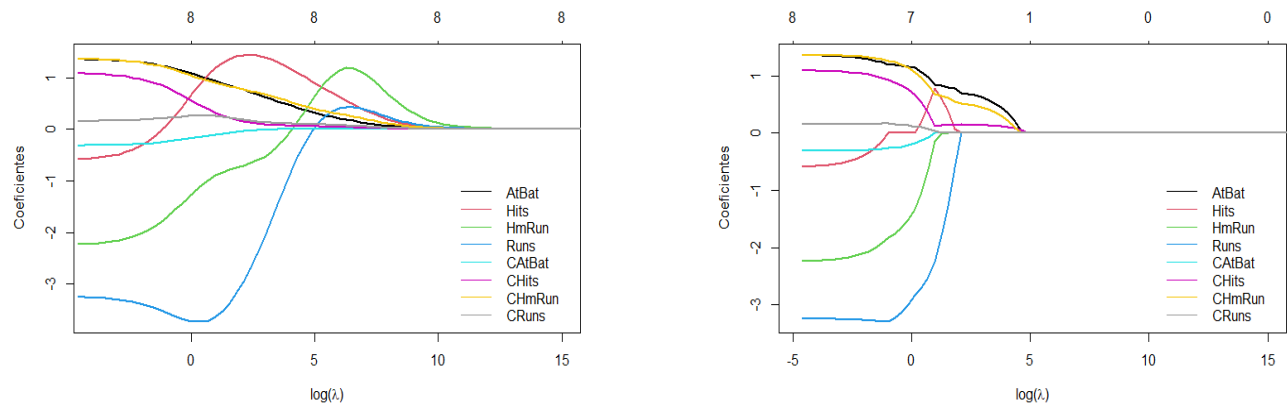 8 8 8 8
Coeficientes
1
0
-1
-2
-3
AtBat
Hits
HmRun
Runs
CAtBat
CHits
CHmRun
CRuns
0 5 10 15
log(λ)
8 7 1 0 0
Coeficientes
1
0
-1
-2
-3
AtBat
Hits
HmRun
Runs
CAtBat
CHits
CHmRun
CRuns
-5 0 5 10 15
log(λ)